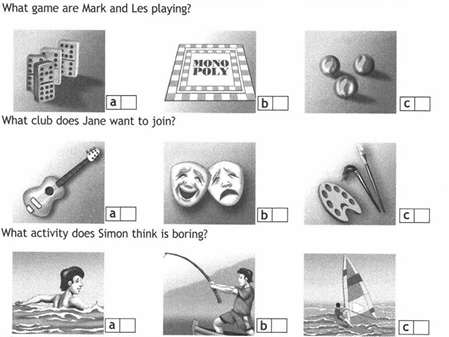 What game are Mark and Les playing?
MONO
POLY
a
b
c
What club does Jane want to join?
a
b
c
What activity does Simon think is boring?
a
b
c